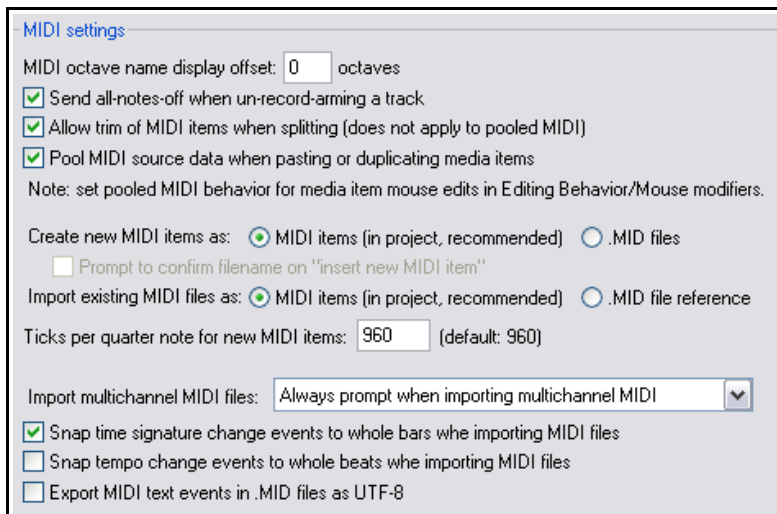 MIDI settings
MIDI octave name display offset: 0 octaves
Send all-notes-off when un-record-arming a track
Allow trim of MIDI items when splitting (does not apply to pooled MIDI)
Pool MIDI source data when pasting or duplicating media items
Note: set pooled MIDI behavior for media item mouse edits in Editing Behavior/Mouse modifiers.
Create new MIDI items as: MIDI items (in project, recommended) .MID files
Prompt to confirm filename on "insert new MIDI item"
Import existing MIDI files as: MIDI items (in project, recommended) .MID file reference
Ticks per quarter note for new MIDI items: 960 (default: 960)
Import multichannel MIDI files: Always prompt when importing multichannel MIDI
Snap time signature change events to whole bars whe importing MIDI files
Snap tempo change events to whole beats whe importing MIDI files
Export MIDI text events in .MID files as UTF-8